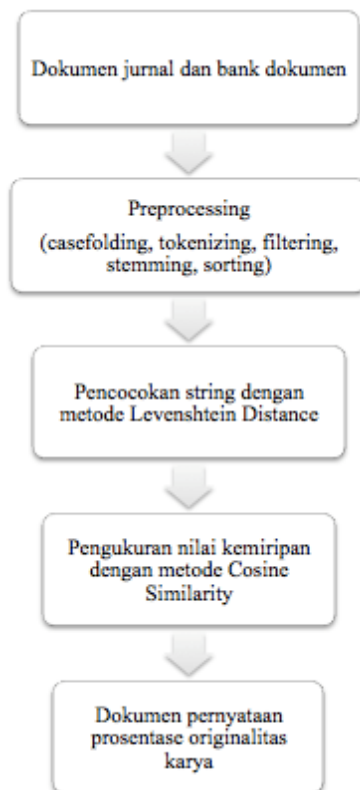 Dokumen jurnal dan bank dokumen
Preprocessing
(casefolding, tokenizing, filtering,
stemming, sorting)
Pencocokan string dengan
metode Levenshtein Distance
Pengukuran nilai kemiripan
dengan metode Cosine
Similarity
Dokumen pernyataan
prosentase originalitas
karya